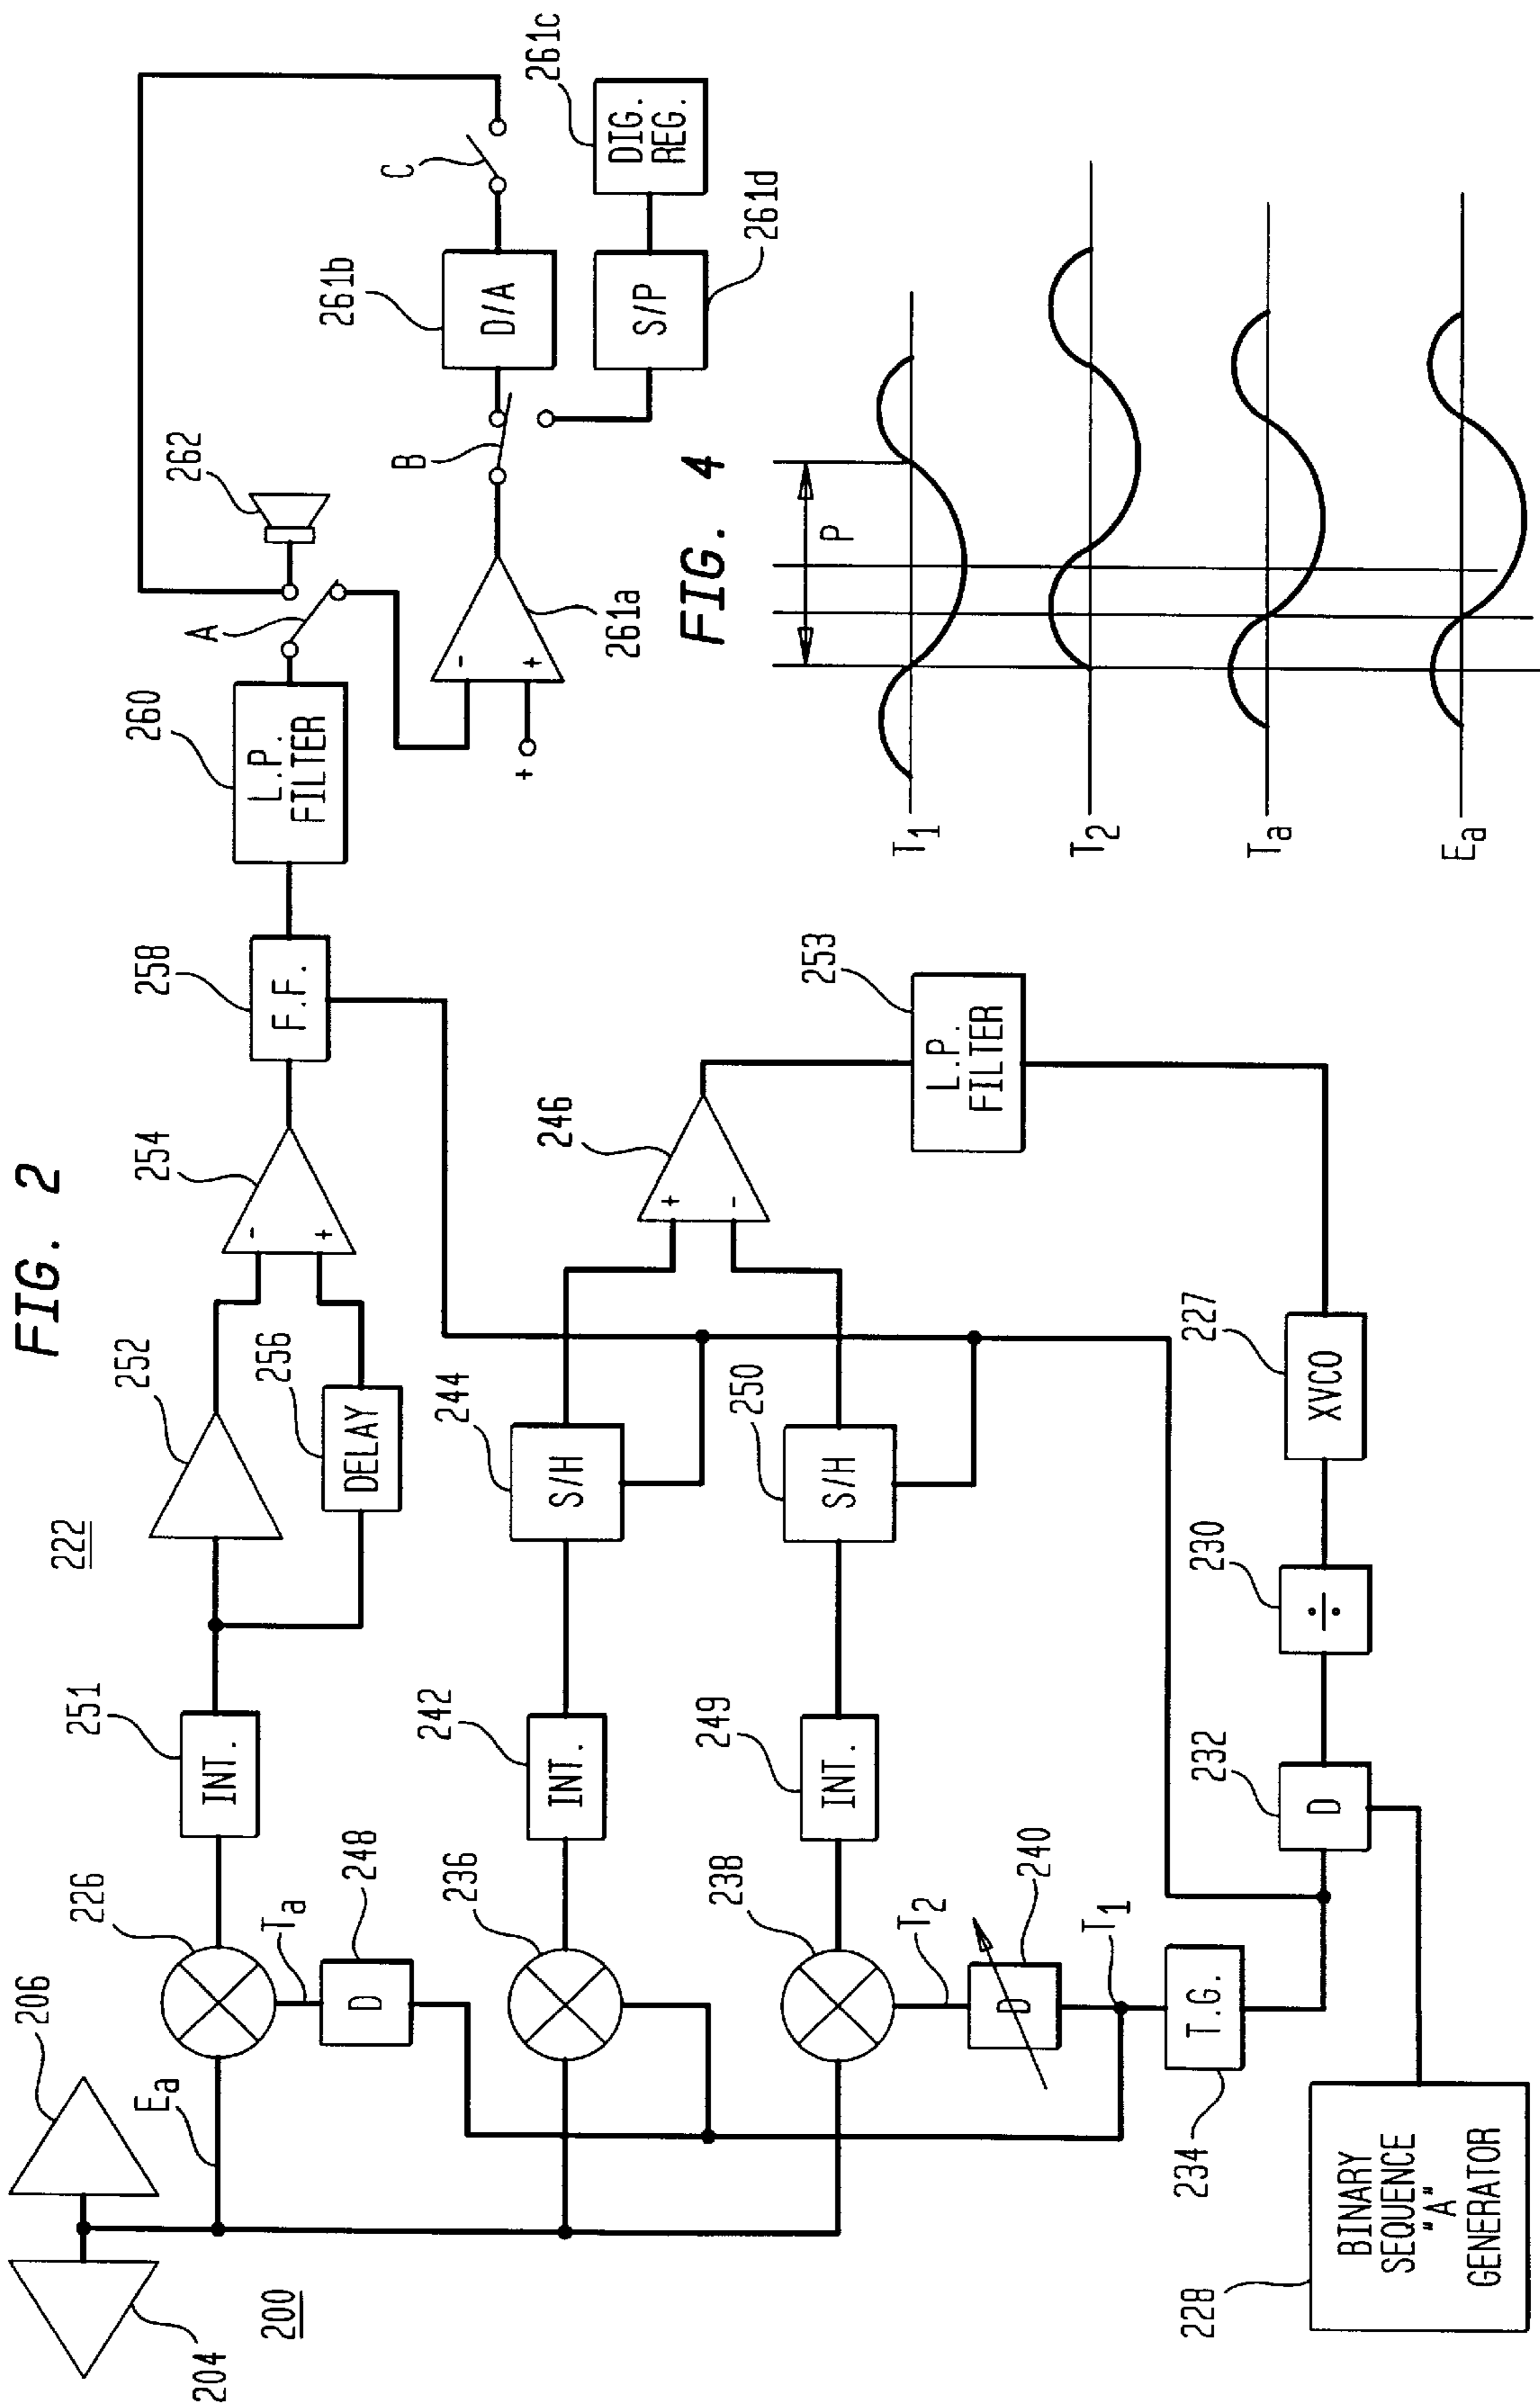 FIG. 2
222
200
204
206
Ea
226
Ta
248
D
251
INT.
252
256
DELAY
254
-
+
258
F.F.
260
L.P.
FILTER
A
262
-
+
+
261a
B
261b
D/A
C
261c
DIG.
REG.
S/P
261d
236
242
INT.
244
S/H
246
+
-
253
L.P.
FILTER
238
249
INT.
250
S/H
T2
240
D
T1
T.G.
234
228
BINARY
SEQUENCE
"A"
GENERATOR
232
D
230
÷
227
XVCO
FIG. 4
P
T1
T2
Ta
Ea